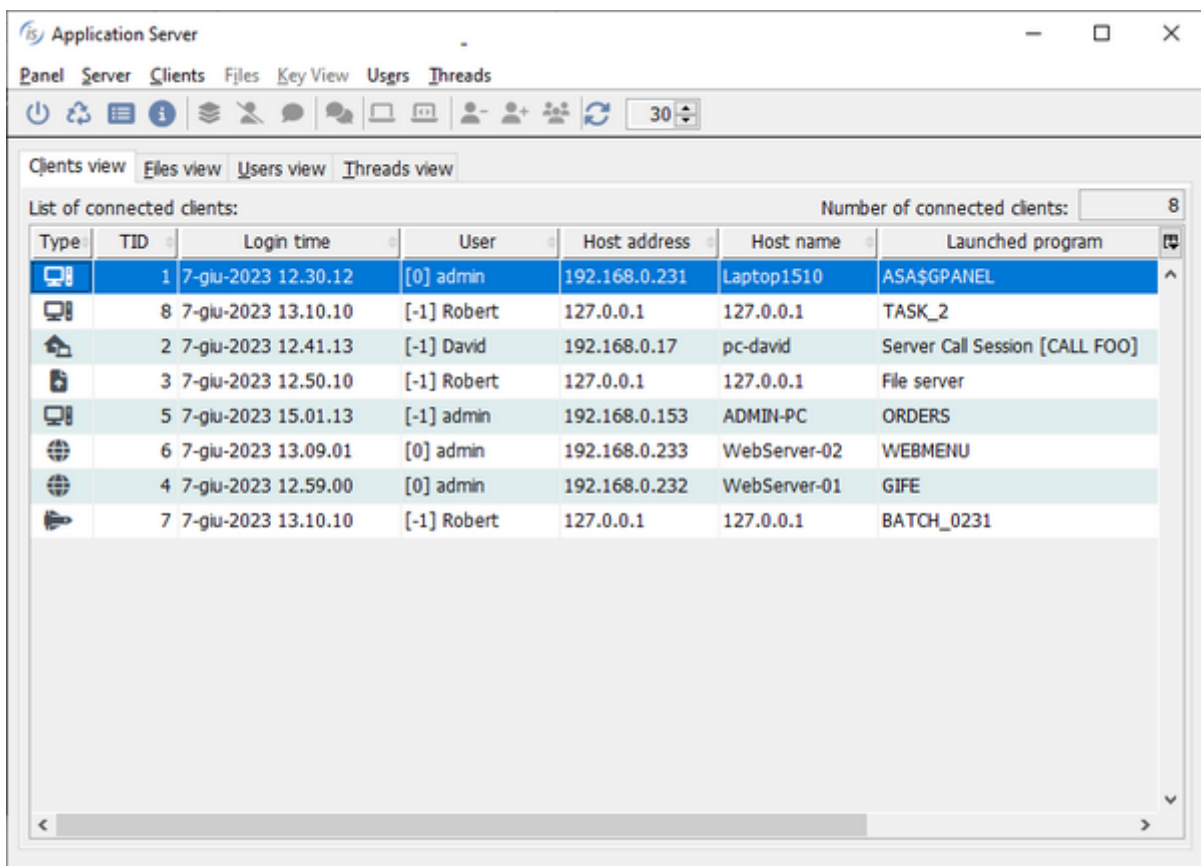 is Application Server
Panel Server Clients Files Key View Users Threads
30
Clients view Files view Users view Threads view
List of connected clients: Number of connected clients: 8
Type TID Login time User Host address Host name Launched program
1 7-giu-2023 12.30.12 [0] admin 192.168.0.231 Laptop1510 ASA$GPANEL
8 7-giu-2023 13.10.10 [-1] Robert 127.0.0.1 127.0.0.1 TASK_2
2 7-giu-2023 12.41.13 [-1] David 192.168.0.17 pc-david Server Call Session [CALL FOO]
3 7-giu-2023 12.50.10 [-1] Robert 127.0.0.1 127.0.0.1 File server
5 7-giu-2023 15.01.13 [-1] admin 192.168.0.153 ADMIN-PC ORDERS
6 7-giu-2023 13.09.01 [0] admin 192.168.0.233 WebServer-02 WEBMENU
4 7-giu-2023 12.59.00 [0] admin 192.168.0.232 WebServer-01 GIFE
7 7-giu-2023 13.10.10 [-1] Robert 127.0.0.1 127.0.0.1 BATCH_0231